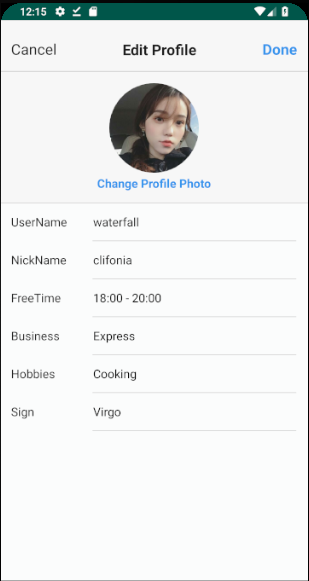 12:15
Cancel Edit Profile Done
Change Profile Photo
UserName waterfall
NickName clifonia
FreeTime 18:00 - 20:00
Business Express
Hobbies Cooking
Sign Virgo